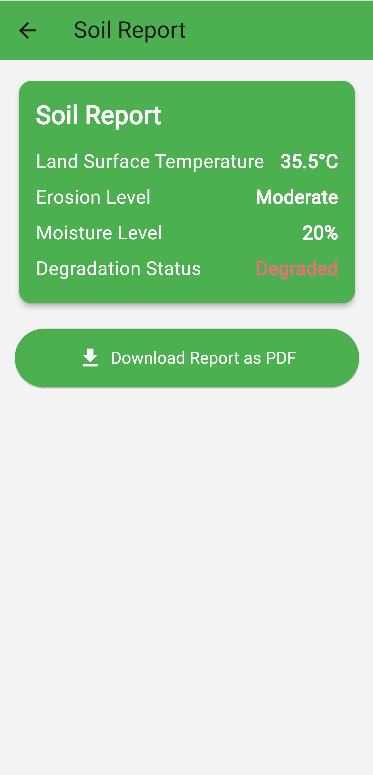 Soil Report
Soil Report
Land Surface Temperature 35.5°C
Erosion Level Moderate
Moisture Level 20%
Degradation Status Degraded
Download Report as PDF